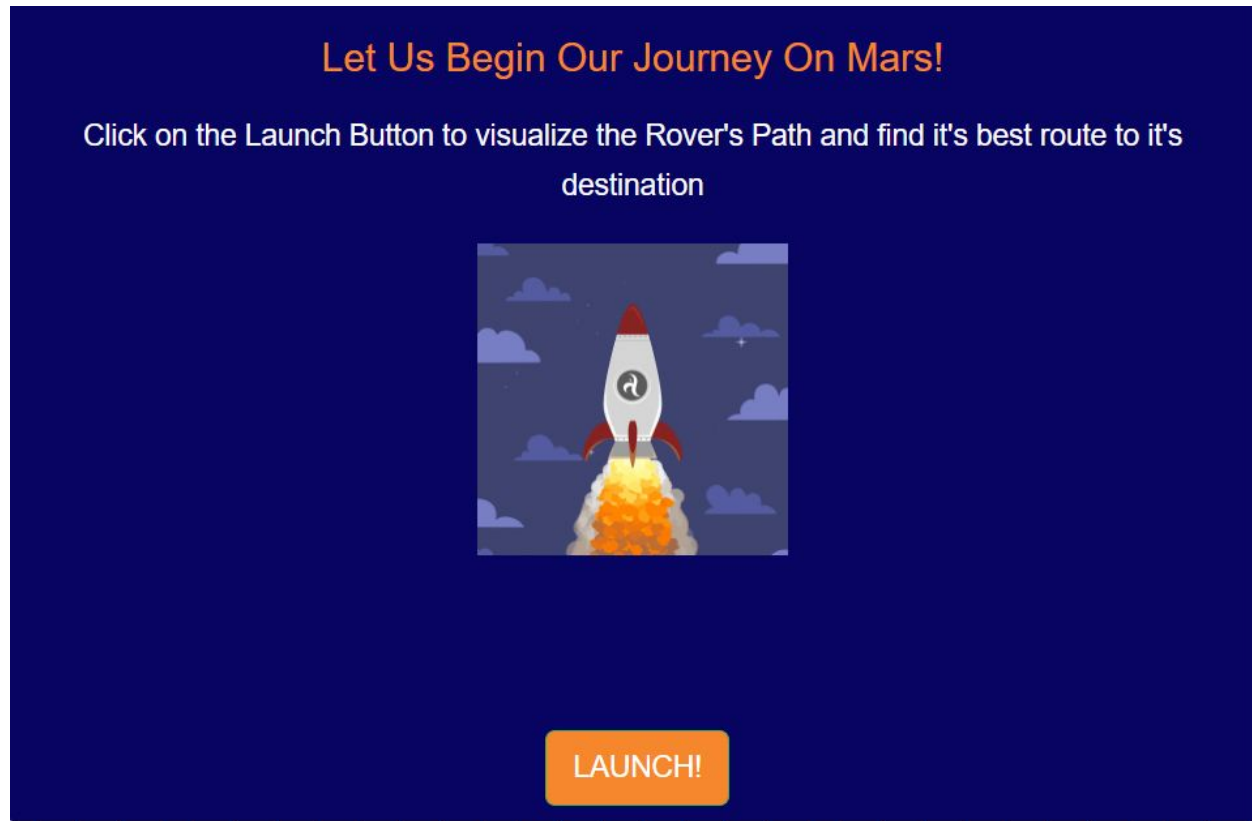 Let Us Begin Our Journey On Mars!
Click on the Launch Button to visualize the Rover's Path and find it's best route to it's
destination
LAUNCH!